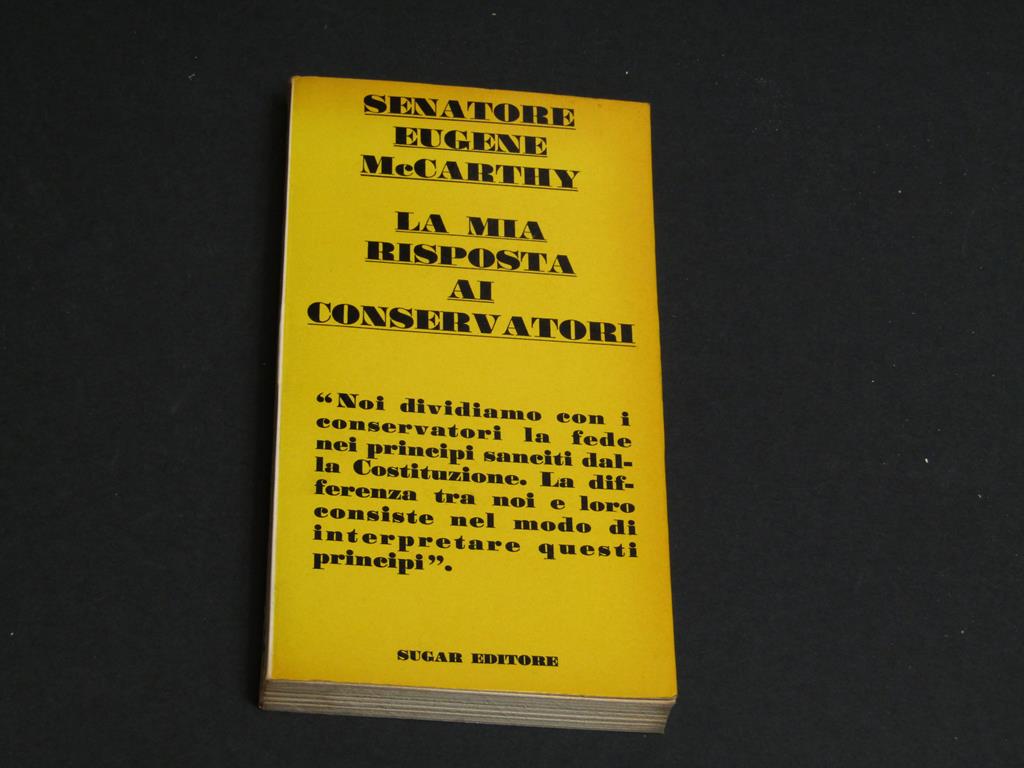 SENATORE
EUGENE
McCARTHY
LA MIA
RISPOSTA
AI
CONSERVATORI
“Noi dividiamo con i
conservatori la fede
nei principi sanciti dal-
la Costituzione. La dif-
ferenza tra noi e loro
consiste nel modo di
interpretare questi
principi”.
SUGAR EDITORE